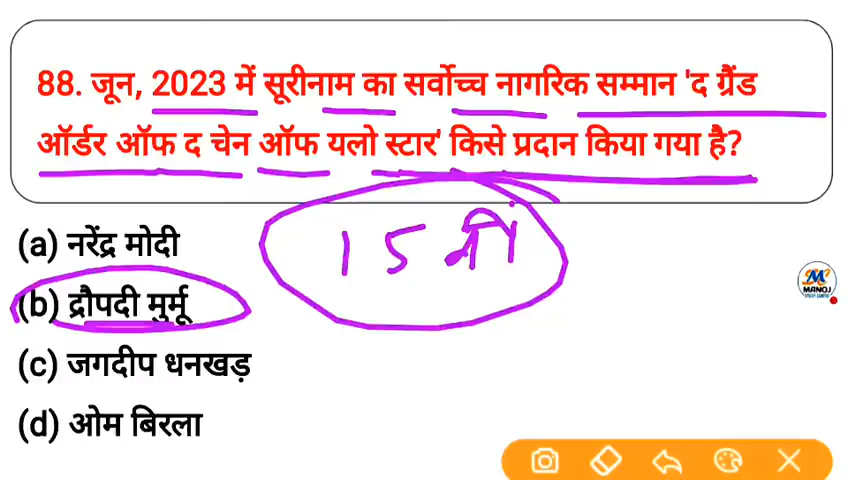 88. जून, 2023 में सूरीनाम का सर्वोच्च नागरिक सम्मान 'द ग्रैंड
ऑर्डर ऑफ द चेन ऑफ यलो स्टार' किसे प्रदान किया गया है?
(a) नरेंद्र मोदी
15वीं
(b) द्रौपदी मुर्मू
MANOJ
(c) जगदीप धनखड़
(d) ओम बिरला